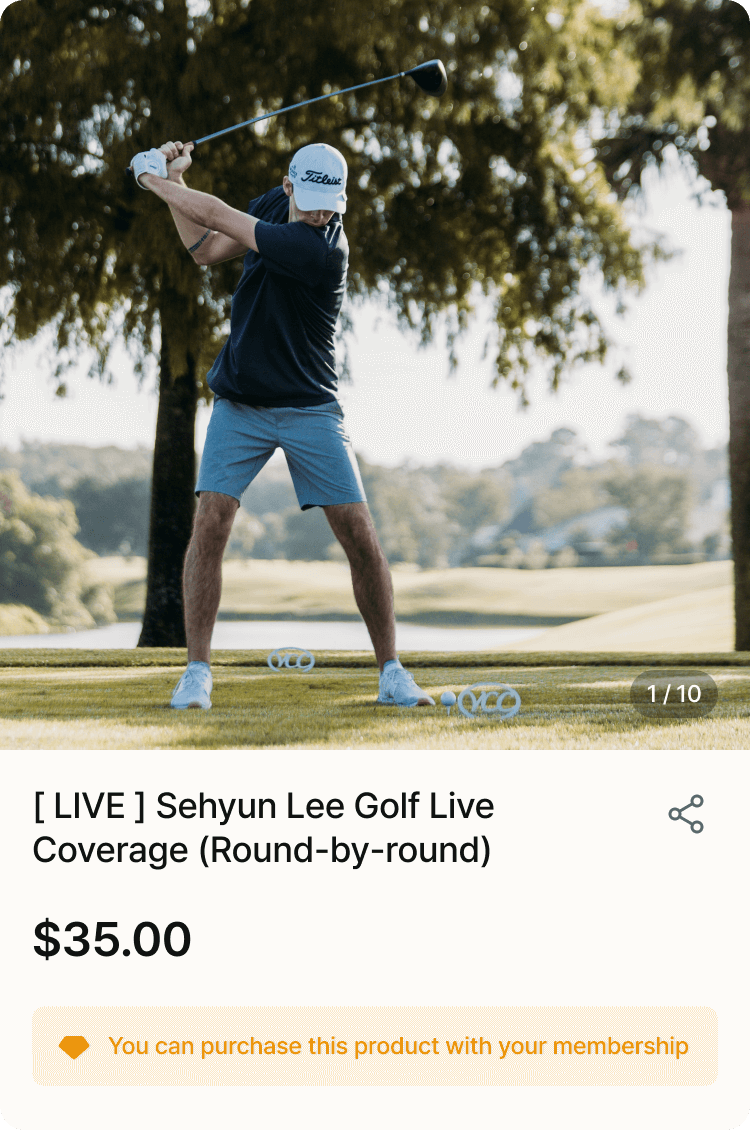 Titleist
1 / 10
[ LIVE ] Sehyun Lee Golf Live
Coverage (Round-by-round)
$35.00
You can purchase this product with your membership